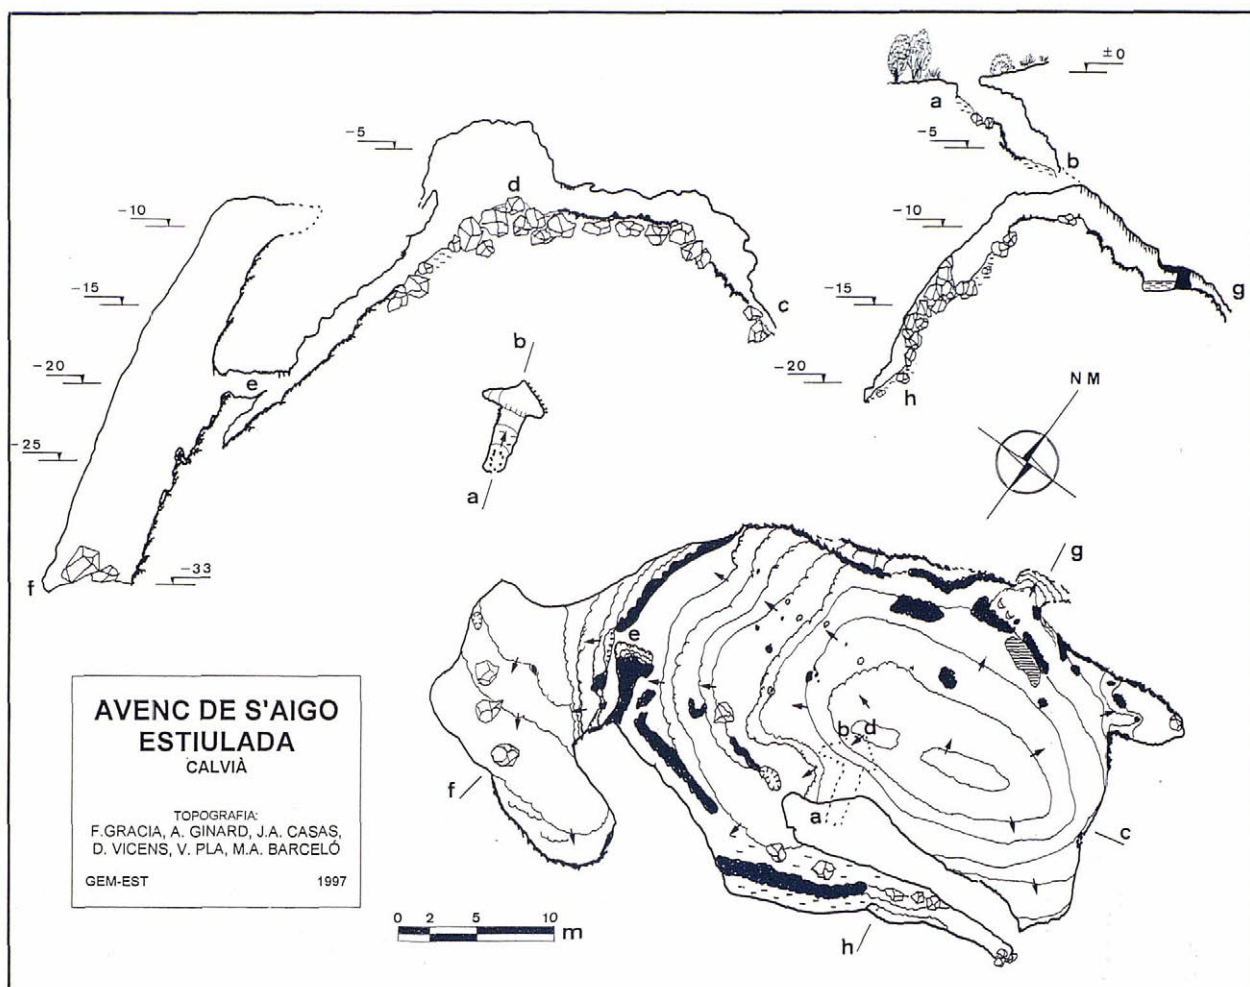 ±0
a
-5
-5
b
d
-10
-10
-15
-15
g
c
b
-20
-20
e
h
NM
-25
a
-33
f
g
e
b d
f
a
c
h
AVENC DE S'AIGO
ESTIULADA
CALVIÀ
TOPOGRAFIA:
F.GRACIA, A. GINARD, J.A. CASAS,
D. VICENS, V. PLA, M.A. BARCELÓ
GEM-EST 1997
0 2 5 10
m